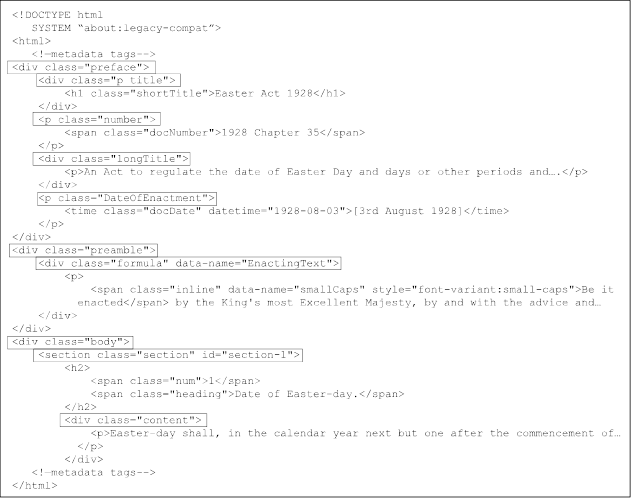 <!DOCTYPE html
SYSTEM “about:legacy-compat”>
<html>
<!—metadata tags-->
<div class="preface">
<div class="p title">
<h1 class="shortTitle">Easter Act 1928</h1>
</div>
<p class="number">
<span class="docNumber">1928 Chapter 35</span>
</p>
<div class="longTitle">
<p>An Act to regulate the date of Easter Day and days or other periods and….</p>
</div>
<p class="DateOfEnactment">
<time class="docDate" datetime="1928-08-03">[3rd August 1928]</time>
</p>
</div>
<div class="preamble">
<div class="formula" data-name="EnactingText">
<p>
<span class="inline" data-name="smallCaps" style="font-variant:small-caps">Be it
enacted</span> by the King's most Excellent Majesty, by and with the advice and…
</div>
</div>
<div class="body">
<section class="section" id="section-1">
<h2>
<span class="num">1</span>
<span class="heading">Date of Easter-day.</span>
</h2>
<div class="content">
<p>Easter-day shall, in the calendar year next but one after the commencement of…
</p>
</div>
<!—metadata tags-->
</html>